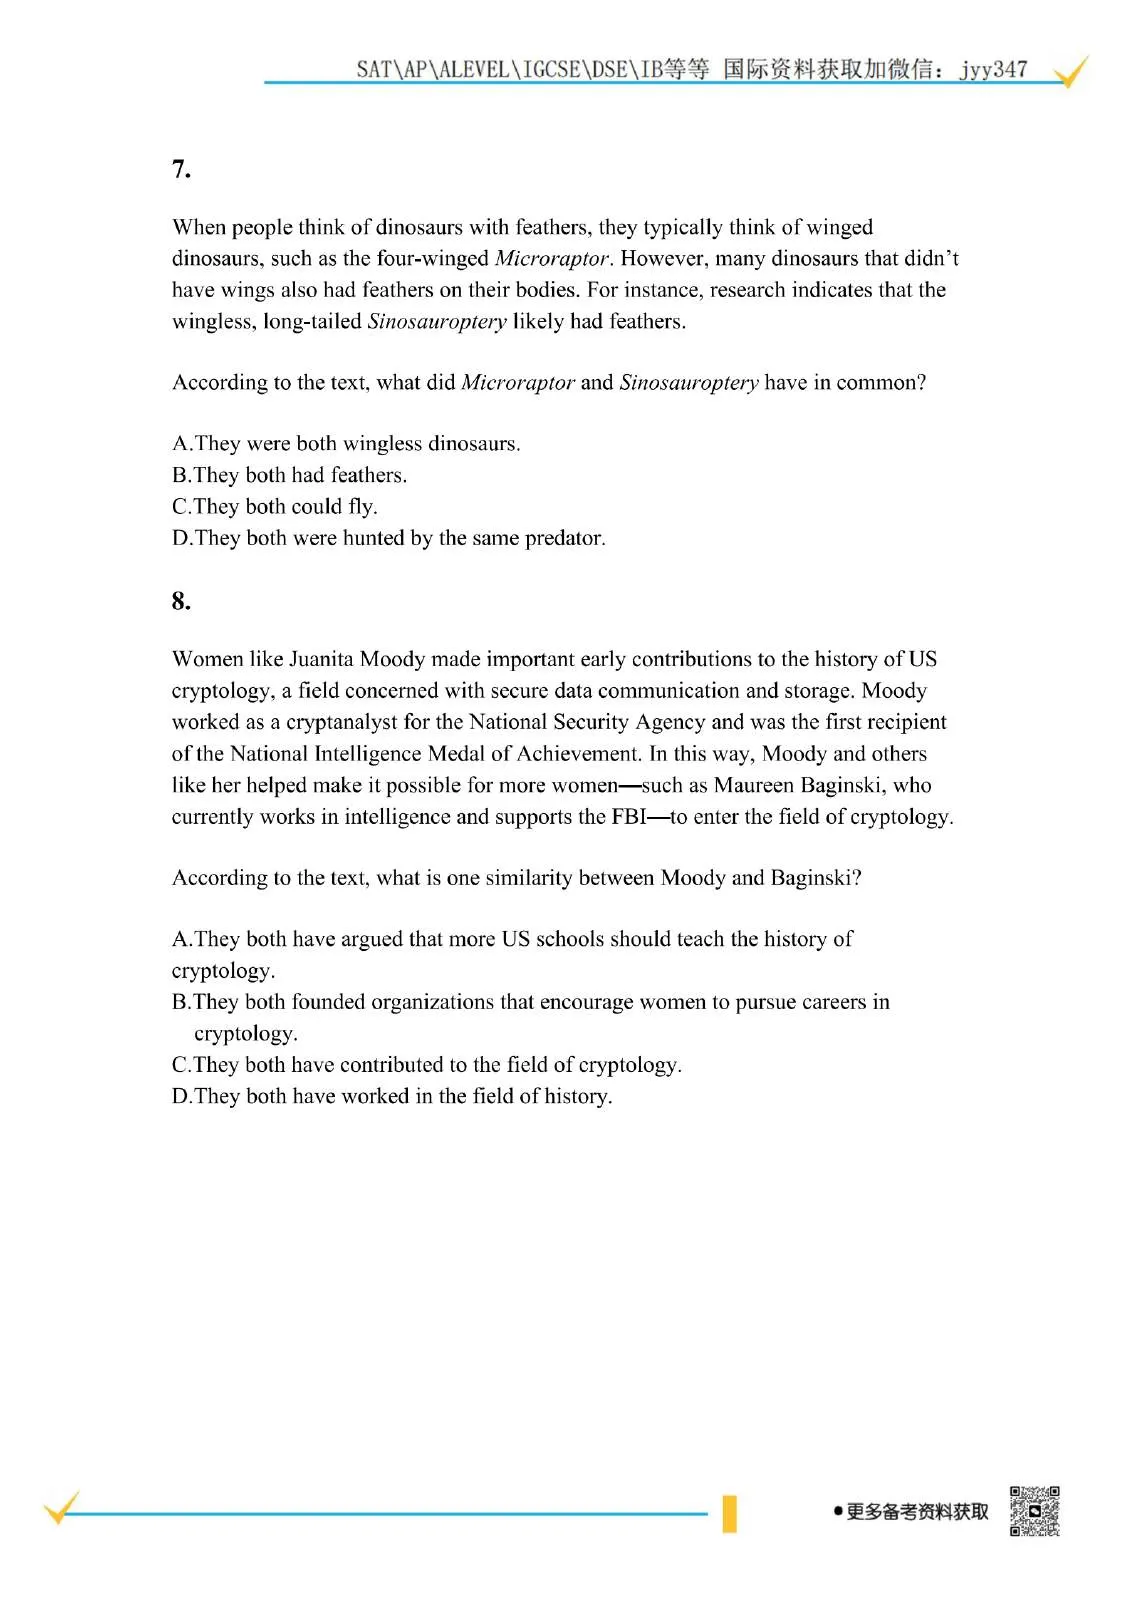 SAT\AP\ALEVEL\IGCSE\DSE\IB等等 国际资料获取加微信：jyy347
7.
When people think of dinosaurs with feathers, they typically think of winged
dinosaurs, such as the four-winged Microraptor. However, many dinosaurs that didn't
have wings also had feathers on their bodies. For instance, research indicates that the
wingless, long-tailed Sinosauroptery likely had feathers.
According to the text, what did Microraptor and Sinosauroptery have in common?
A.They were both wingless dinosaurs.
B.They both had feathers.
C.They both could fly.
D.They both were hunted by the same predator.
8.
Women like Juanita Moody made important early contributions to the history of US
cryptology, a field concerned with secure data communication and storage. Moody
worked as a cryptanalyst for the National Security Agency and was the first recipient
of the National Intelligence Medal of Achievement. In this way, Moody and others
like her helped make it possible for more women—such as Maureen Baginski, who
currently works in intelligence and supports the FBI—to enter the field of cryptology.
According to the text, what is one similarity between Moody and Baginski?
A.They both have argued that more US schools should teach the history of
cryptology.
B.They both founded organizations that encourage women to pursue careers in
cryptology.
C.They both have contributed to the field of cryptology.
D.They both have worked in the field of history.
•更多备考资料获取